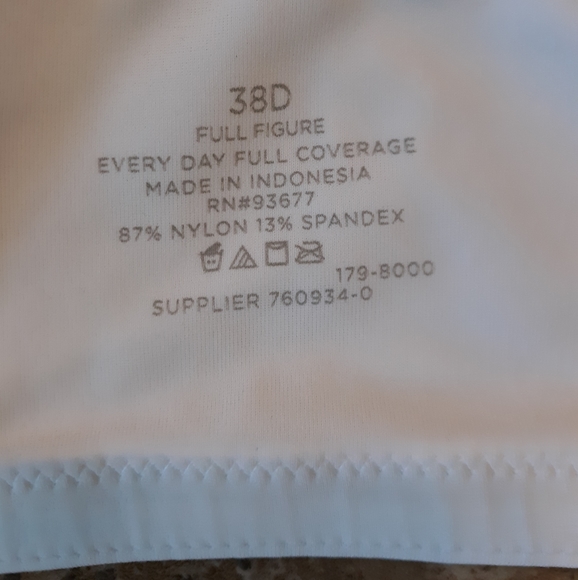 38D
FULL FIGURE
EVERY DAY FULL COVERAGE
MADE IN INDONESIA
RN#93677
87% NYLON 13% SPANDEX
179-8000
SUPPLIER 760934-0